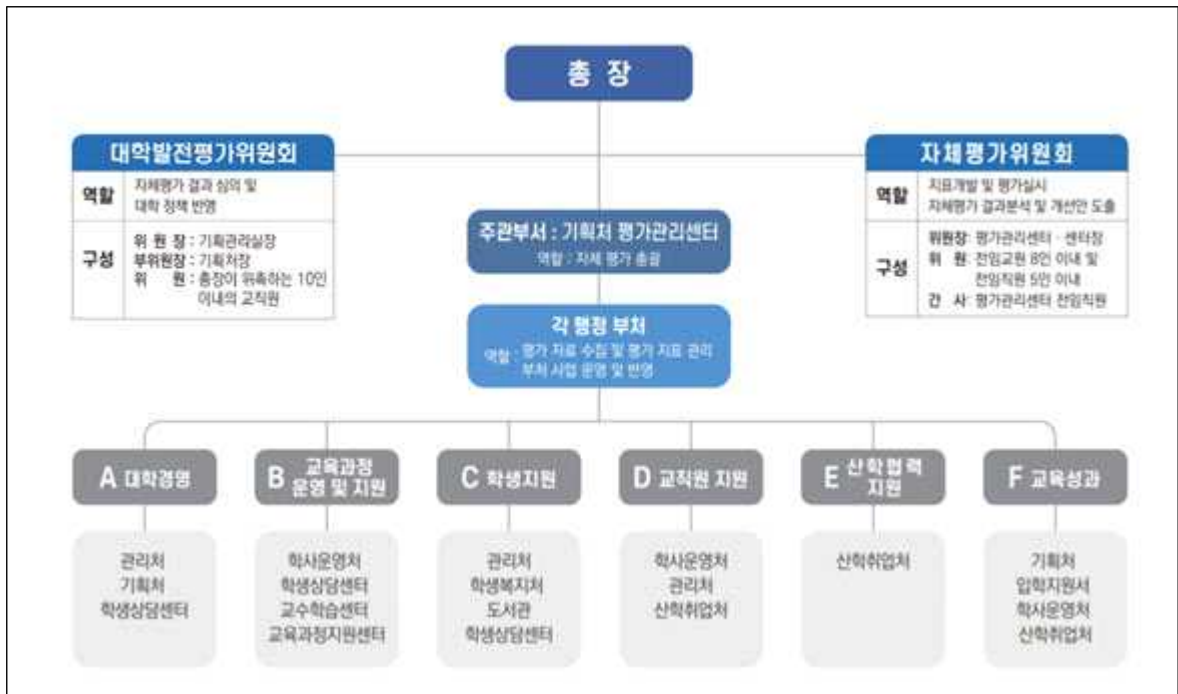 총 장
대학발전평가위원회
역할
자체평가 결과 심의 및
대학 정책 반영
구성
위 원 장 : 기획관리실장
부위원장 : 기획처장
위 원 : 총장이 위촉하는 10인
이내의 교직원
자체평가위원회
역할
지표개발 및 평가실시
자체평가 결과분석 및 개선안 도출
구성
위원장: 평가관리센터 · 센터장
위 원: 전임교원 8인 이내 및
전임직원 5인 이내
간 사: 평가관리센터 전임직원
주관부서 : 기획처 평가관리센터
역할 : 자체 평가 총괄
각 행정 부처
역할 : 평가 자료 수집 및 평가 지표 관리
부처 사업 운영 및 반영
A 대학경영
관리처
기획처
학생상담센터
B 교육과정
운영 및 지원
학사운영처
학생상담센터
교수학습센터
교육과정지원센터
C 학생지원
관리처
학생복지처
도서관
학생상담센터
D 교직원 지원
학사운영처
관리처
산학취업처
E 산학협력
지원
산학취업처
F 교육성과
기획처
입학지원서
학사운영처
산학취업처